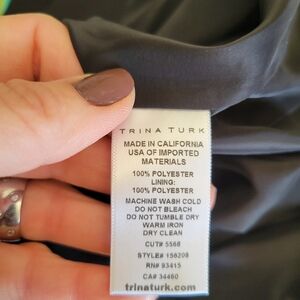 TRINA TURK
MADE IN CALIFORNIA
USA OF IMPORTED
MATERIALS
100% POLYESTER
LINING:
100% POLYESTER
MACHINE WASH COLD
DO NOT BLEACH
DO NOT TUMBLE DRY
WARM IRON
DRY CLEAN
CUT# 5568
STYLE# 156208
RN# 93415
CA# 34460
trinaturk.com